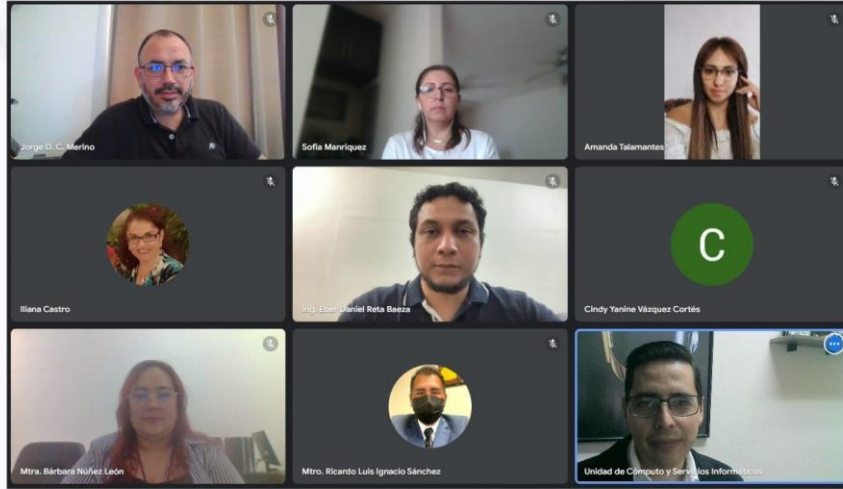 Jorge D. C. Merino
Sofia Manriquez
Amanda Talamantes
Iliana Castro
Ing. Eber Daniel Reta Baeza
C
Cindy Yanine Vázquez Cortés
Mtra. Bárbara Núñez León
Mtro. Ricardo Luis Ignacio Sánchez
Unidad de Cómputo y Servicios Informáticos